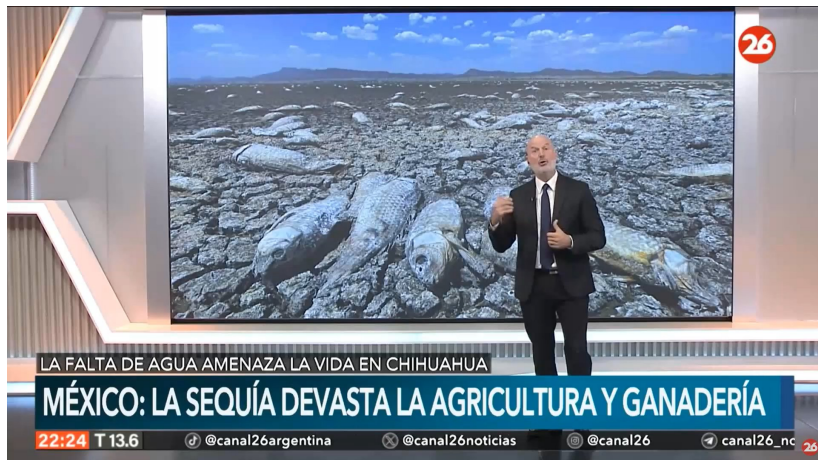 26
LA FALTA DE AGUA AMENAZA LA VIDA EN CHIHUAHUA
MÉXICO: LA SEQUÍA DEVASTA LA AGRICULTURA Y GANADERÍA
22:24 T 13.6 @canal26argentina @canal26noticias @canal26 canal26_no
26